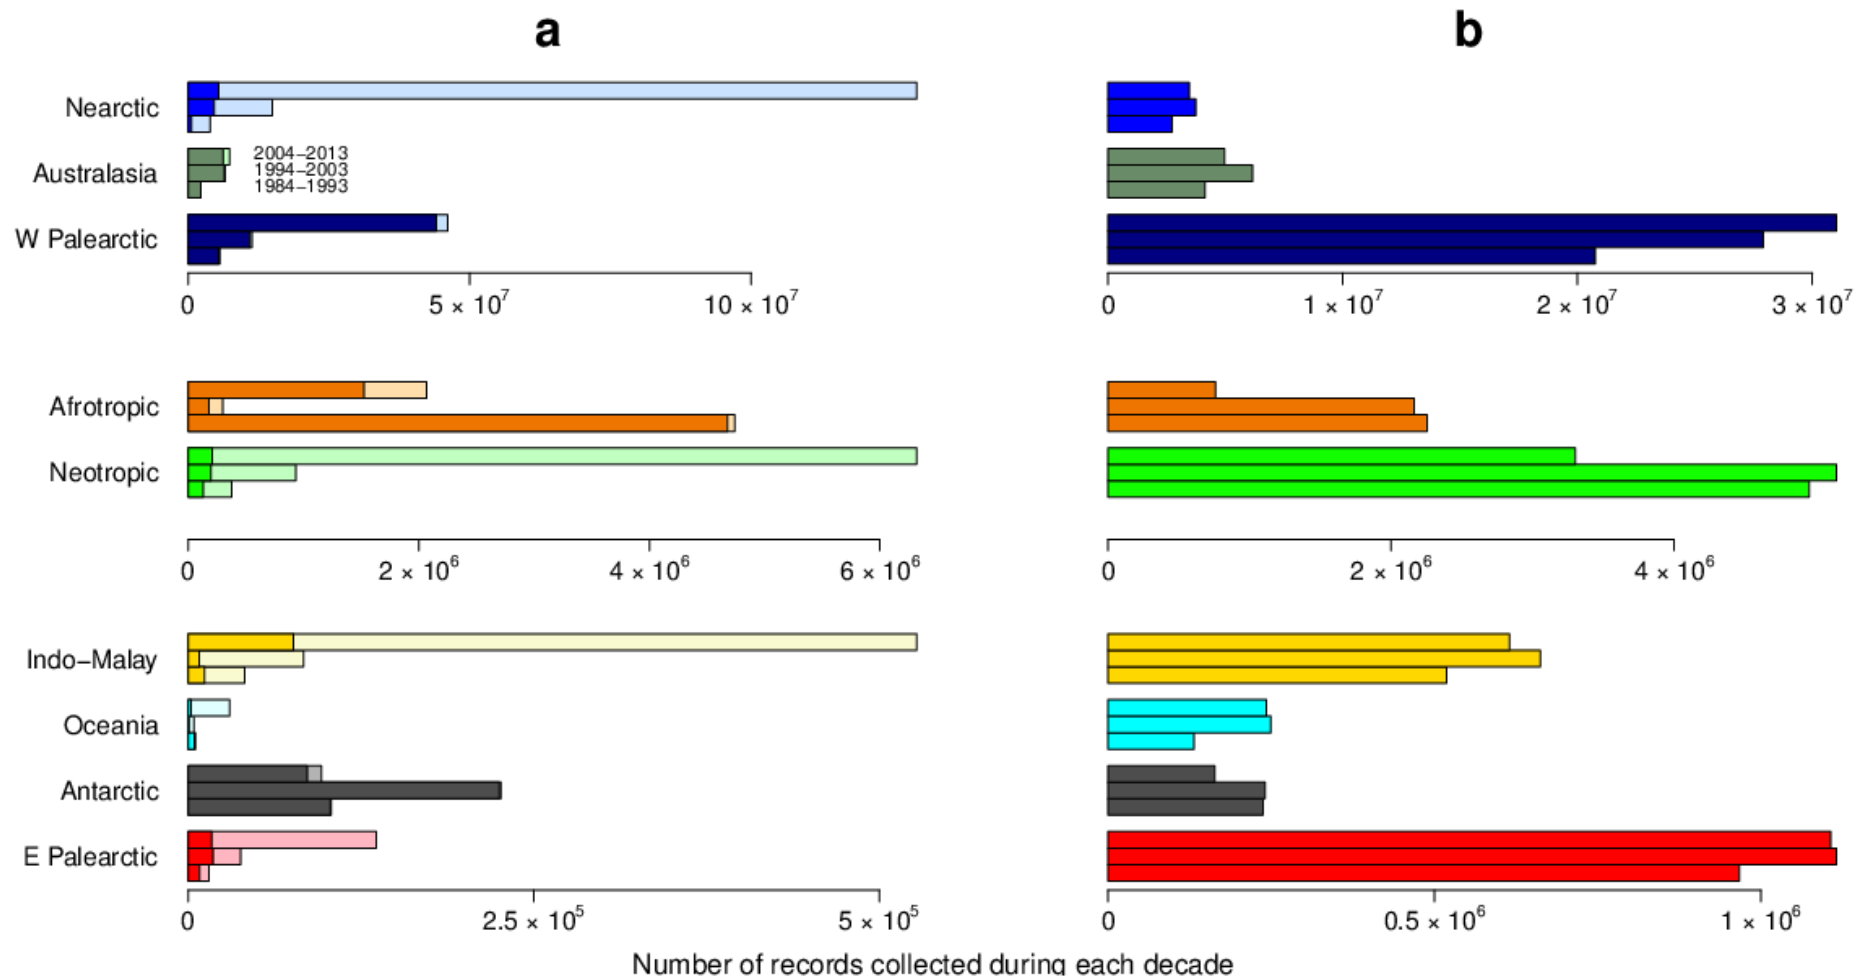 a b
Nearctic
2004–2013
1994–2003
1984–1993
Australasia
W Palearctic
0 5 × 10⁷ 10 × 10⁷
0 1 × 10⁷ 2 × 10⁷ 3 × 10⁷
Afrotropic
Neotropic
0 2 × 10⁶ 4 × 10⁶ 6 × 10⁶
0 2 × 10⁶ 4 × 10⁶
Indo–Malay
Oceania
Antarctic
E Palearctic
0 2.5 × 10⁵ 5 × 10⁵
0 0.5 × 10⁶ 1 × 10⁶
Number of records collected during each decade